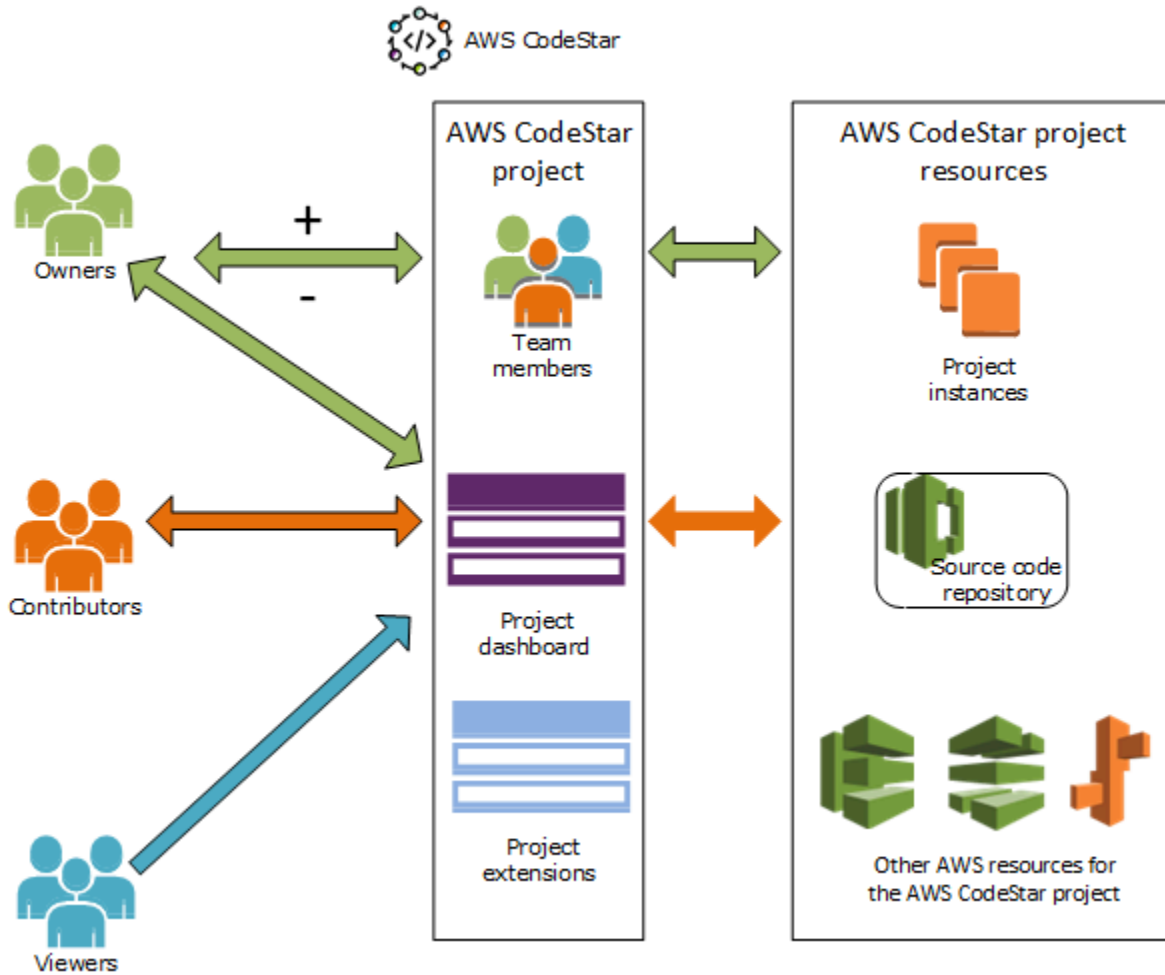 AWS CodeStar
AWS CodeStar
project
AWS CodeStar project
resources
Owners
+
-
Team
members
Project
instances
Contributors
Project
dashboard
Source code
repository
Project
extensions
Other AWS resources for
the AWS CodeStar project
Viewers